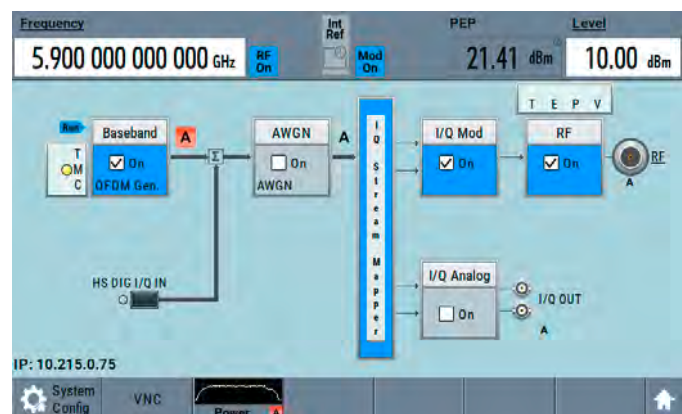 Frequency
Int Ref
PEP
Level
5.900 000 000 000 GHz
RF On
Mod On
21.41 dBm
10.00 dBm
T E P V
Run
Baseband
A
AWGN
A
I/Q Mod
RF
T
M
C
On
OFDM Gen.
Σ
On
AWGN
I Q Stream Mapper
On
On
RF
A
HS DIG I/Q IN
I/Q Analog
On
I/Q OUT
A
IP: 10.215.0.75
System Config
VNC
Power A